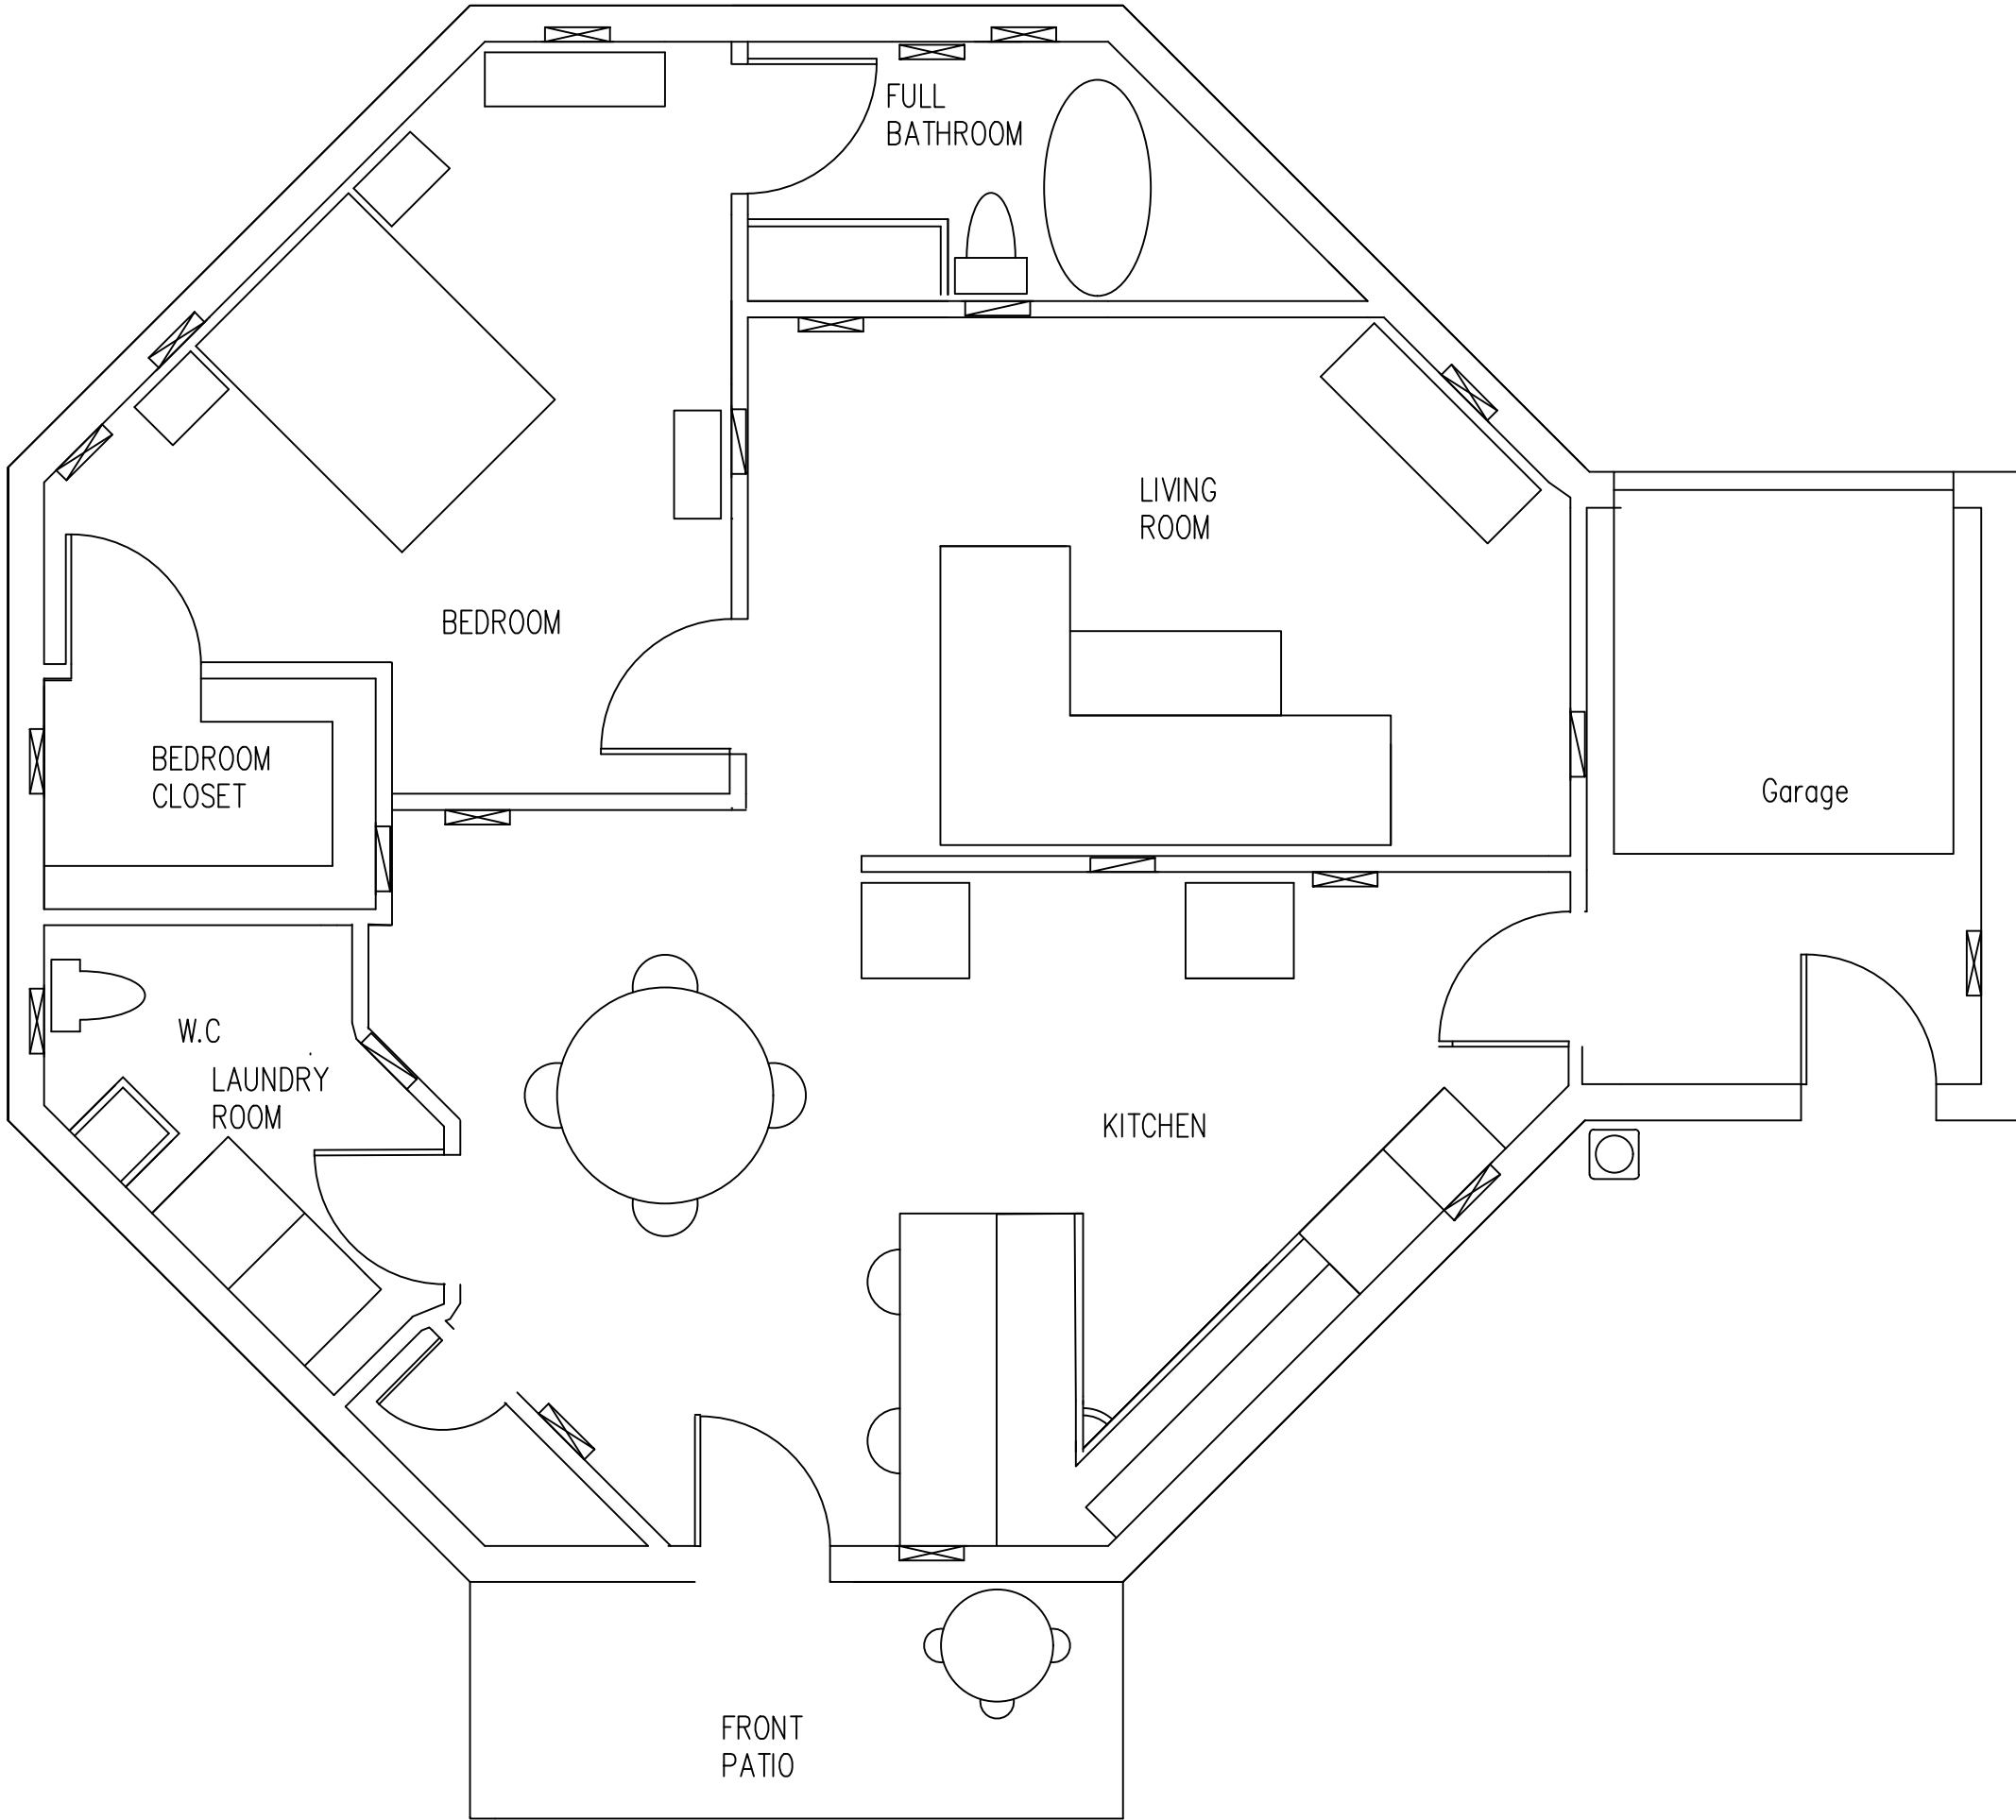 FULL
BATHROOM
LIVING
ROOM
BEDROOM
BEDROOM
CLOSET
Garage
W.C
LAUNDRY
ROOM
KITCHEN
FRONT
PATIO